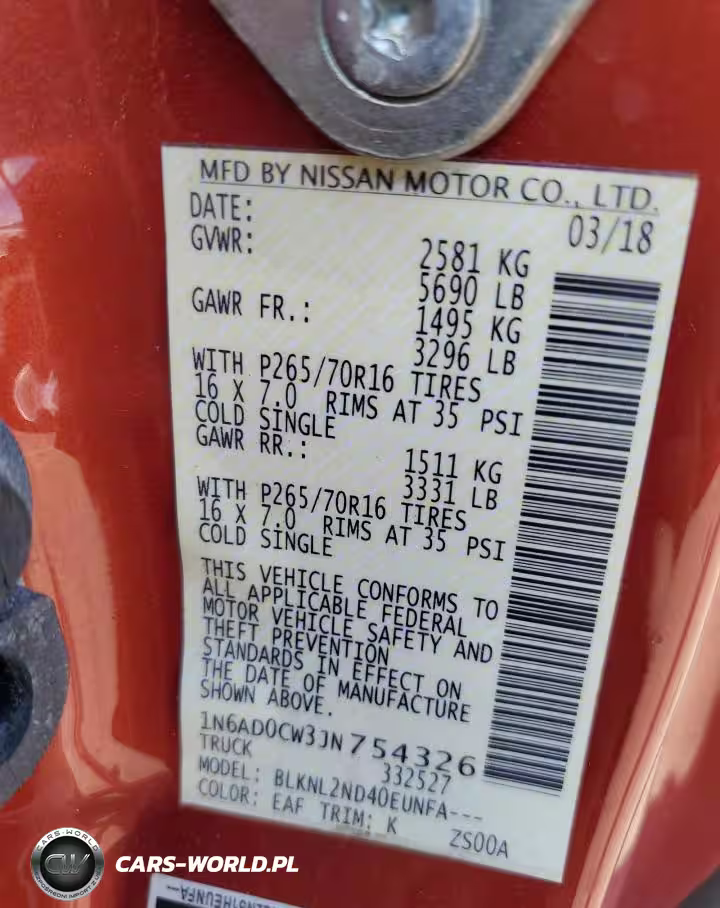 MFD BY NISSAN MOTOR CO., LTD.
DATE: 03/18
GVWR: 2581 KG
5690 LB
GAWR FR.: 1495 KG
3296 LB
WITH P265/70R16 TIRES
16 X 7.0 RIMS AT 35 PSI
COLD SINGLE
GAWR RR.: 1511 KG
3331 LB
WITH P265/70R16 TIRES
16 X 7.0 RIMS AT 35 PSI
COLD SINGLE
THIS VEHICLE CONFORMS TO
ALL APPLICABLE FEDERAL
MOTOR VEHICLE SAFETY AND
THEFT PREVENTION
STANDARDS IN EFFECT ON
THE DATE OF MANUFACTURE
SHOWN ABOVE.
1N6AD0CW3JN754326
TRUCK 332527
MODEL: BLKNL2ND40EUNFA---
COLOR: EAF TRIM: K ZS00A
CARS-WORLD
CW
CARS-WORLD.PL